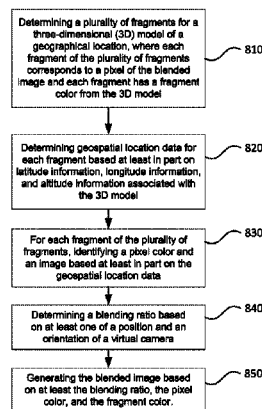 Determining a plurality of fragments for a
three-dimensional (3D) model of a
geographical location, where each
fragment of the plurality of fragments
corresponds to a pixel of the blended
image and each fragment has a fragment
color from the 3D model
810
Determining geospatial location data for
each fragment based at least in part on
latitude information, longitude information,
and altitude information associated with
the 3D model
820
For each fragment of the plurality of
fragments, identifying a pixel color and
an image based at least in part on the
geospatial location data
830
Determining a blending ratio based
on at least one of a position and an
orientation of a virtual camera
840
Generating the blended image based
on at least the blending ratio, the pixel
color, and the fragment color.
850